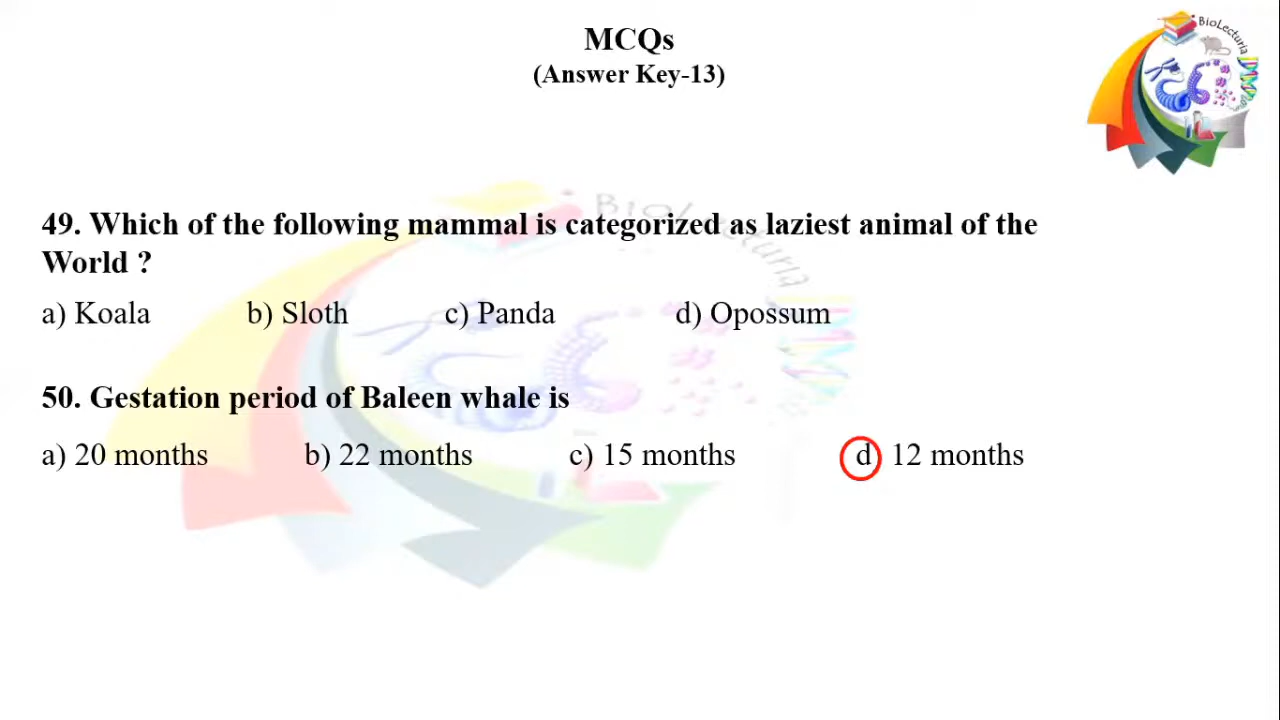 MCQs
(Answer Key-13)
BioLecturia
49. Which of the following mammal is categorized as laziest animal of the
World ?
a) Koala b) Sloth c) Panda d) Opossum
50. Gestation period of Baleen whale is
a) 20 months b) 22 months c) 15 months d 12 months